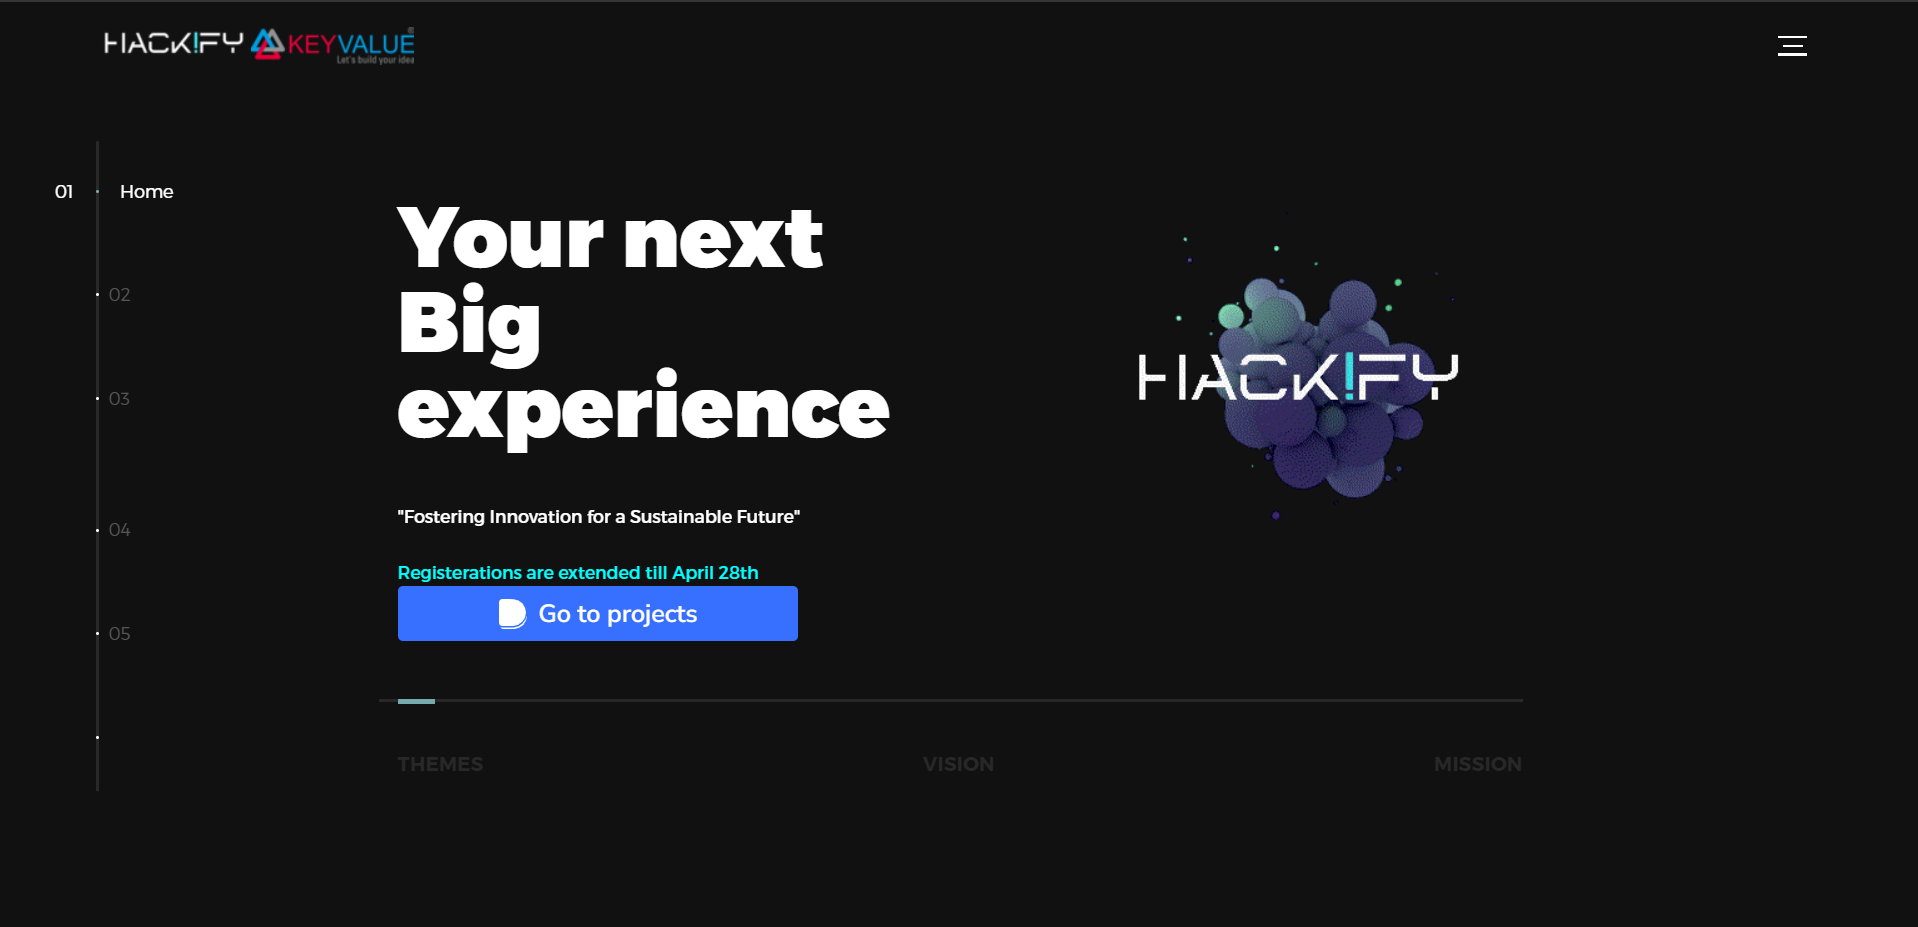 HACK!FY KEYVALUE
Let's build your idea
01 Home
02
03
04
05
Your next
Big
experience
"Fostering Innovation for a Sustainable Future"
Registerations are extended till April 28th
Go to projects
HACK!FY
THEMES VISION MISSION